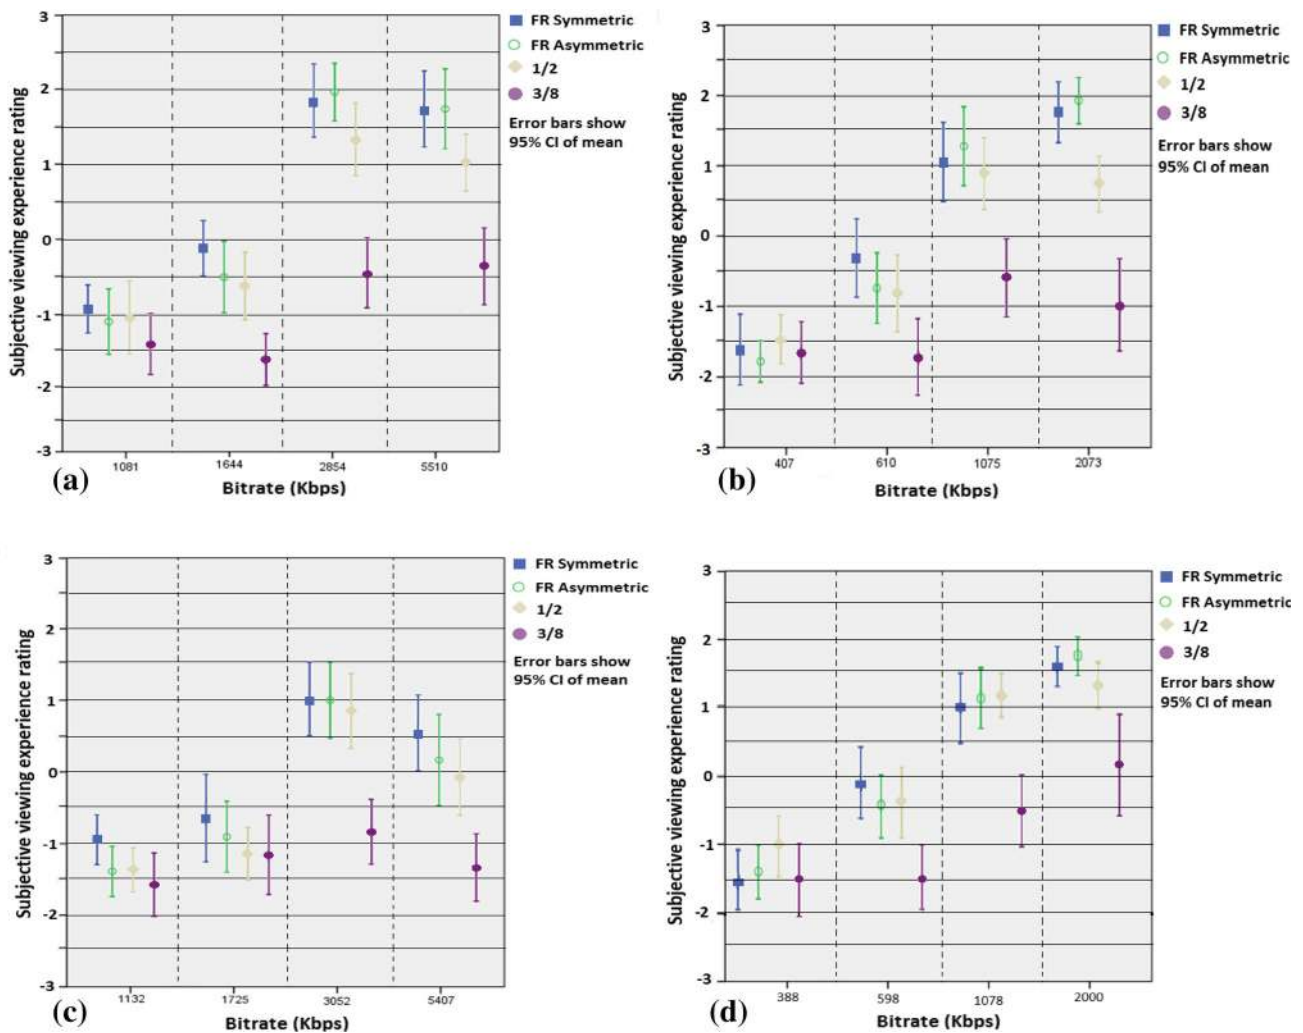 Subjective viewing experience rating
3
2
1
0
-1
-2
-3
1081 1644 2854 5510
Bitrate (Kbps)
(a)
FR Symmetric
FR Asymmetric
1/2
3/8
Error bars show
95% CI of mean
Subjective viewing experience rating
3
2
1
0
-1
-2
-3
407 610 1075 2073
Bitrate (Kbps)
(b)
FR Symmetric
FR Asymmetric
1/2
3/8
Error bars show
95% CI of mean
Subjective viewing experience rating
3
2
1
0
-1
-2
-3
1132 1725 3052 5407
Bitrate (Kbps)
(c)
FR Symmetric
FR Asymmetric
1/2
3/8
Error bars show
95% CI of mean
Subjective viewing experience rating
3
2
1
0
-1
-2
-3
388 598 1078 2000
Bitrate (Kbps)
(d)
FR Symmetric
FR Asymmetric
1/2
3/8
Error bars show
95% CI of mean